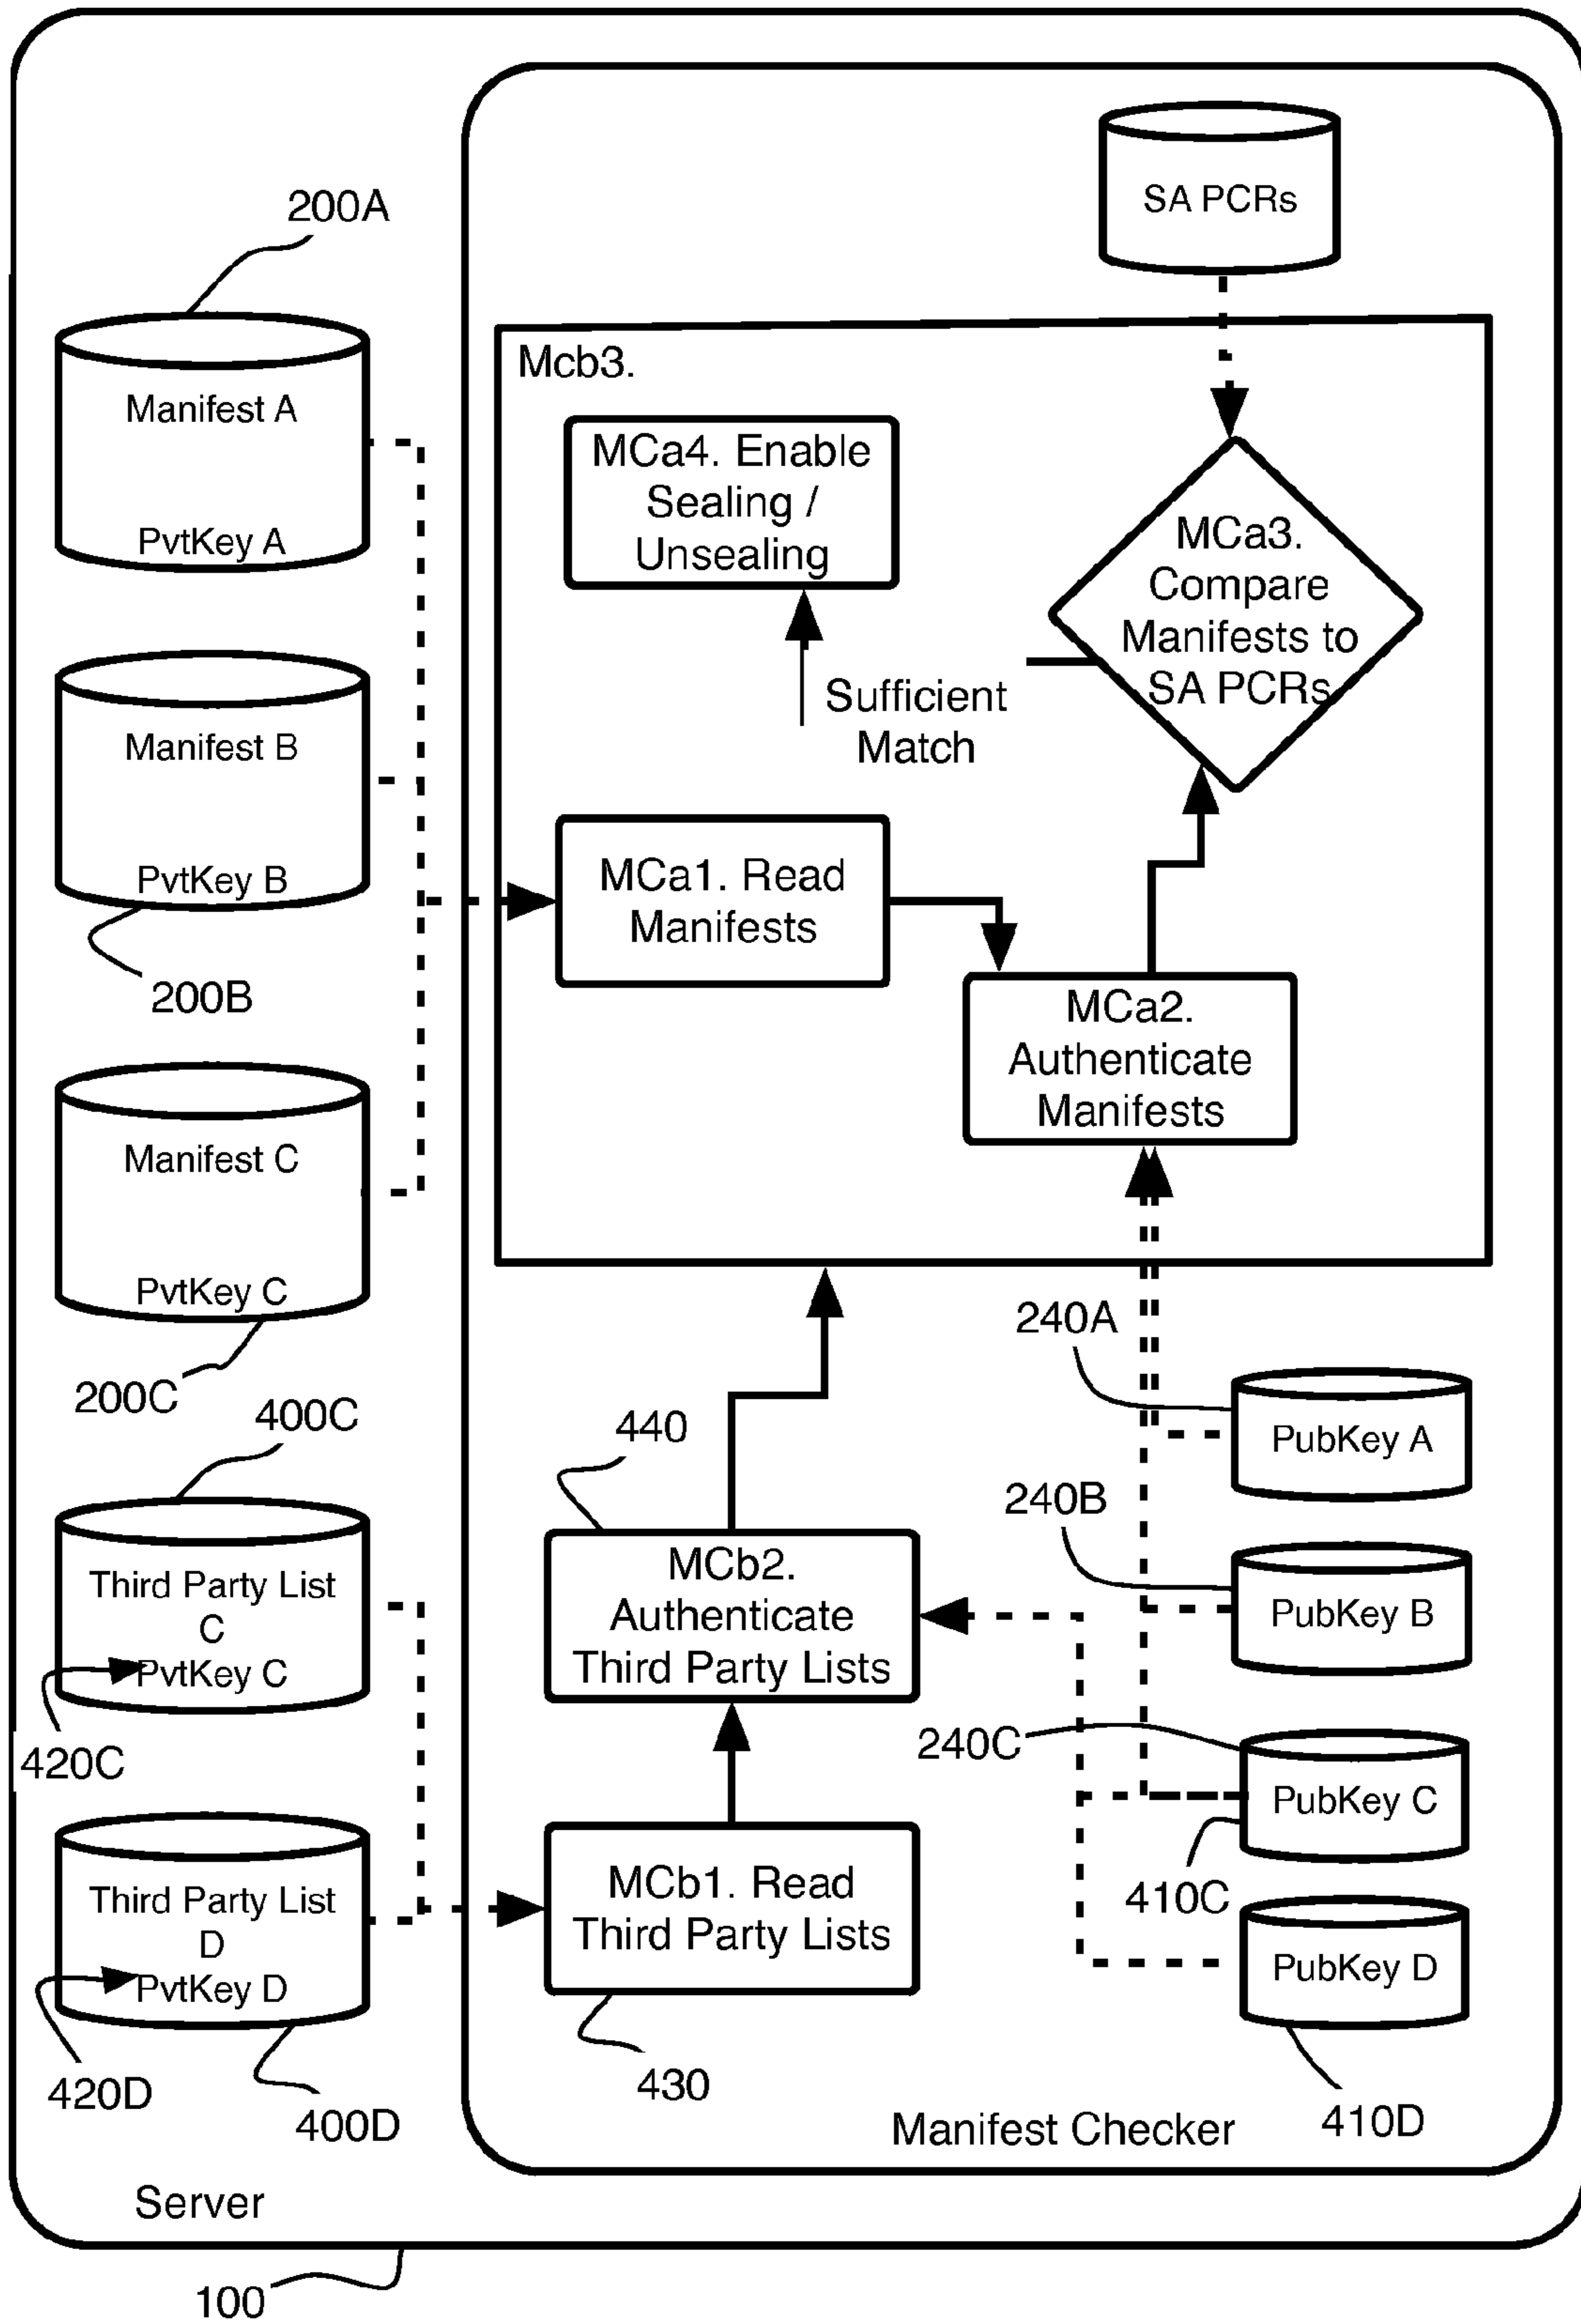 SA PCRs
200A
Mcb3.
Manifest A
PvtKey A
MCa4. Enable
Sealing /
Unsealing
MCa3.
Compare
Manifests to
SA PCRs
Sufficient
Match
Manifest B
PvtKey B
200B
MCa1. Read
Manifests
MCa2.
Authenticate
Manifests
Manifest C
PvtKey C
200C
400C
240A
PubKey A
440
240B
PubKey B
Third Party List
C
PvtKey C
420C
MCb2.
Authenticate
Third Party Lists
240C
PubKey C
410C
Third Party List
D
PvtKey D
420D
400D
MCb1. Read
Third Party Lists
430
PubKey D
410D
Manifest Checker
Server
100